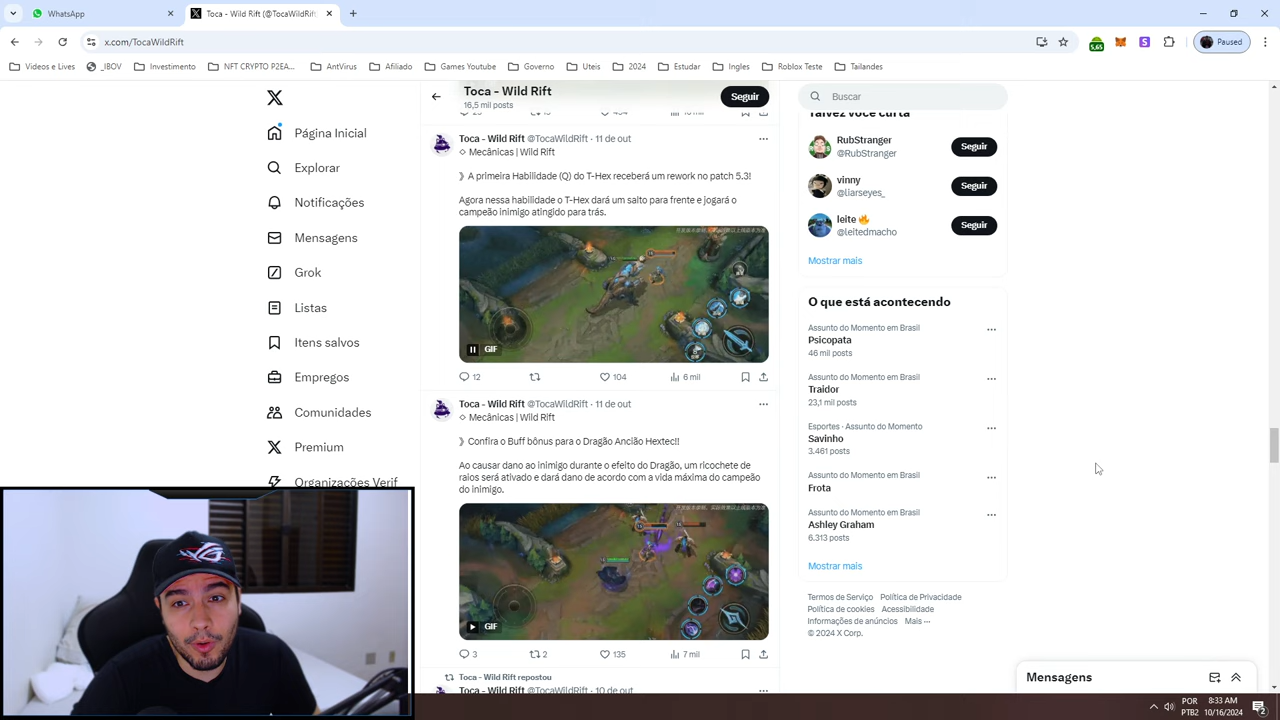 WhatsApp
Toca - Wild Rift (@TocaWildRift
x.com/TocaWildRift
5,65
S
Paused
Videos e Lives
_IBOV
Investimento
NFT CRYPTO P2EA...
AntVirus
Afiliado
Games Youtube
Governo
Uteis
2024
Estudar
Ingles
Roblox Teste
Tailandes
Página Inicial
Explorar
Notificações
Mensagens
Grok
Listas
Itens salvos
Empregos
Comunidades
Premium
Organizações Verif
Toca - Wild Rift
16,5 mil posts
Seguir
Toca - Wild Rift @TocaWildRift · 11 de out
◇ Mecânicas | Wild Rift
》A primeira Habilidade (Q) do T-Hex receberá um rework no patch 5.3!
Agora nessa habilidade o T-Hex dará um salto para frente e jogará o
campeão inimigo atingido para trás.
GIF
12
104
6 mil
Toca - Wild Rift @TocaWildRift · 11 de out
◇ Mecânicas | Wild Rift
》Confira o Buff bônus para o Dragão Ancião Hextec!!
Ao causar dano ao inimigo durante o efeito do Dragão, um ricochete de
raios será ativado e dará dano de acordo com a vida máxima do campeão
do inimigo.
GIF
3
2
135
7 mil
Toca - Wild Rift repostou
Toca - Wild Rift @TocaWildRift · 10 de out
Buscar
Talvez você curta
RubStranger
@RubStranger
Seguir
vinny
@liarseyes_
Seguir
leite 🔥
@leitedmacho
Seguir
Mostrar mais
O que está acontecendo
Assunto do Momento em Brasil
Psicopata
46 mil posts
Assunto do Momento em Brasil
Traidor
23,1 mil posts
Esportes · Assunto do Momento
Savinho
3.461 posts
Assunto do Momento em Brasil
Frota
Assunto do Momento em Brasil
Ashley Graham
6.313 posts
Mostrar mais
Termos de Serviço Política de Privacidade
Política de cookies Acessibilidade
Informações de anúncios Mais ···
© 2024 X Corp.
Mensagens
POR
PTB2
8:33 AM
10/16/2024
2